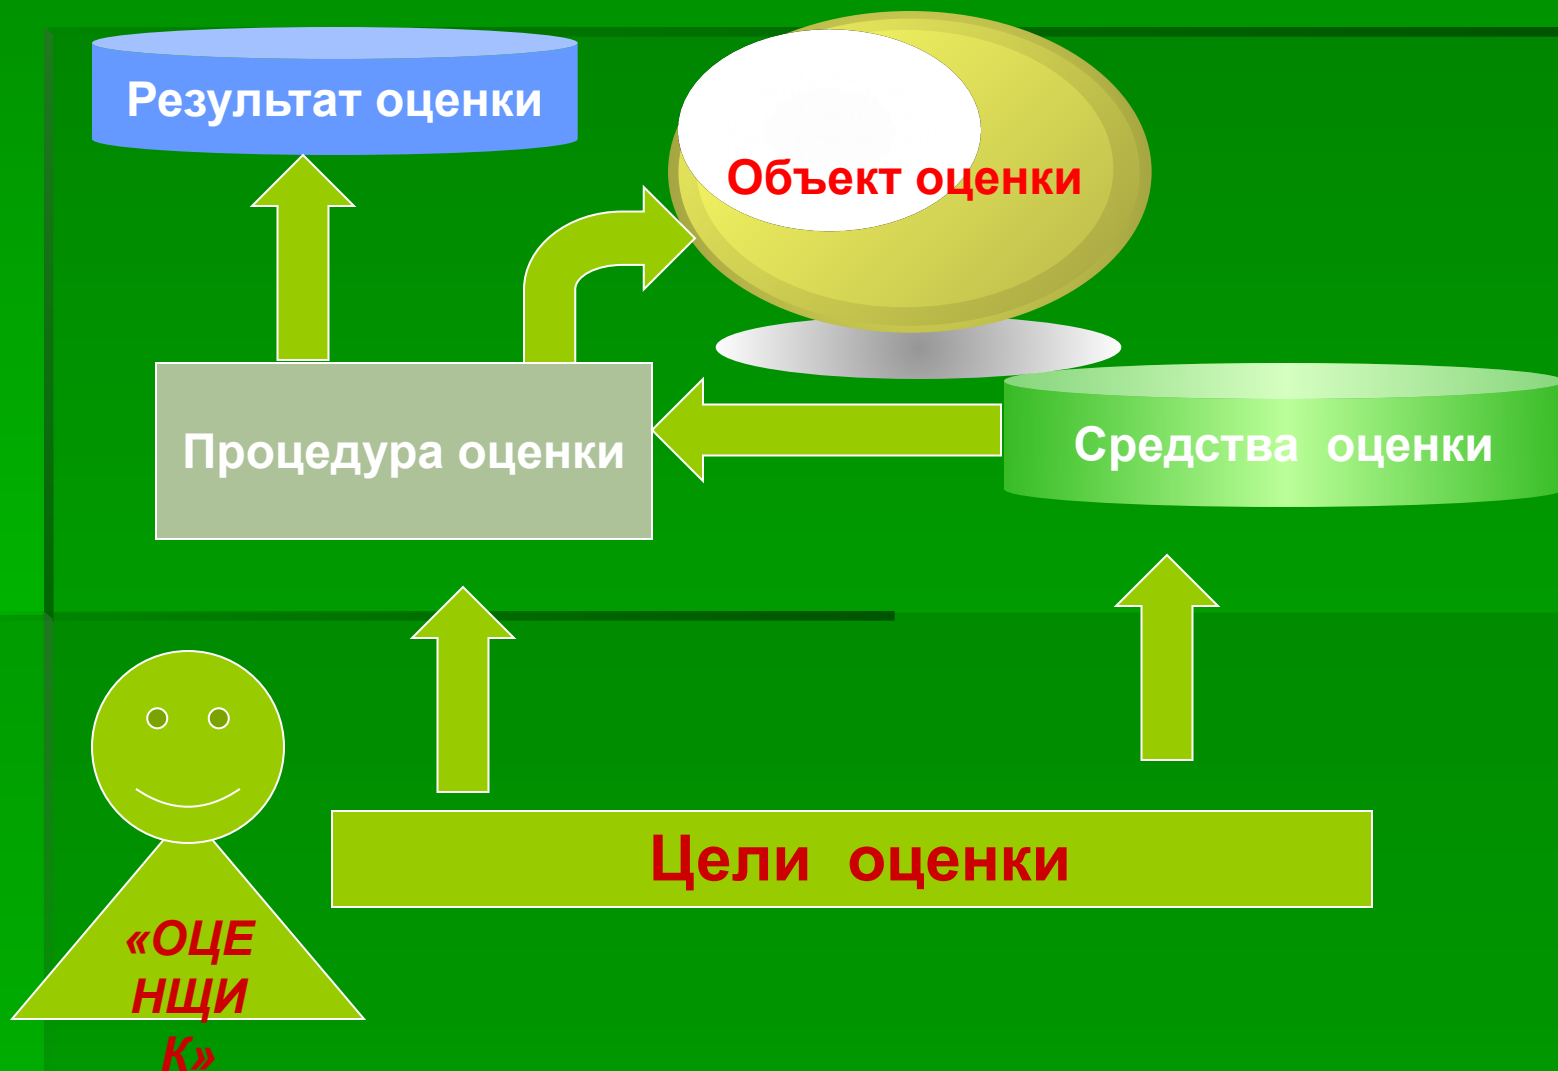 Результат оценки
Объект оценки
Процедура оценки
Средства оценки
Цели оценки
«ОЦЕ
НЩИ
К»